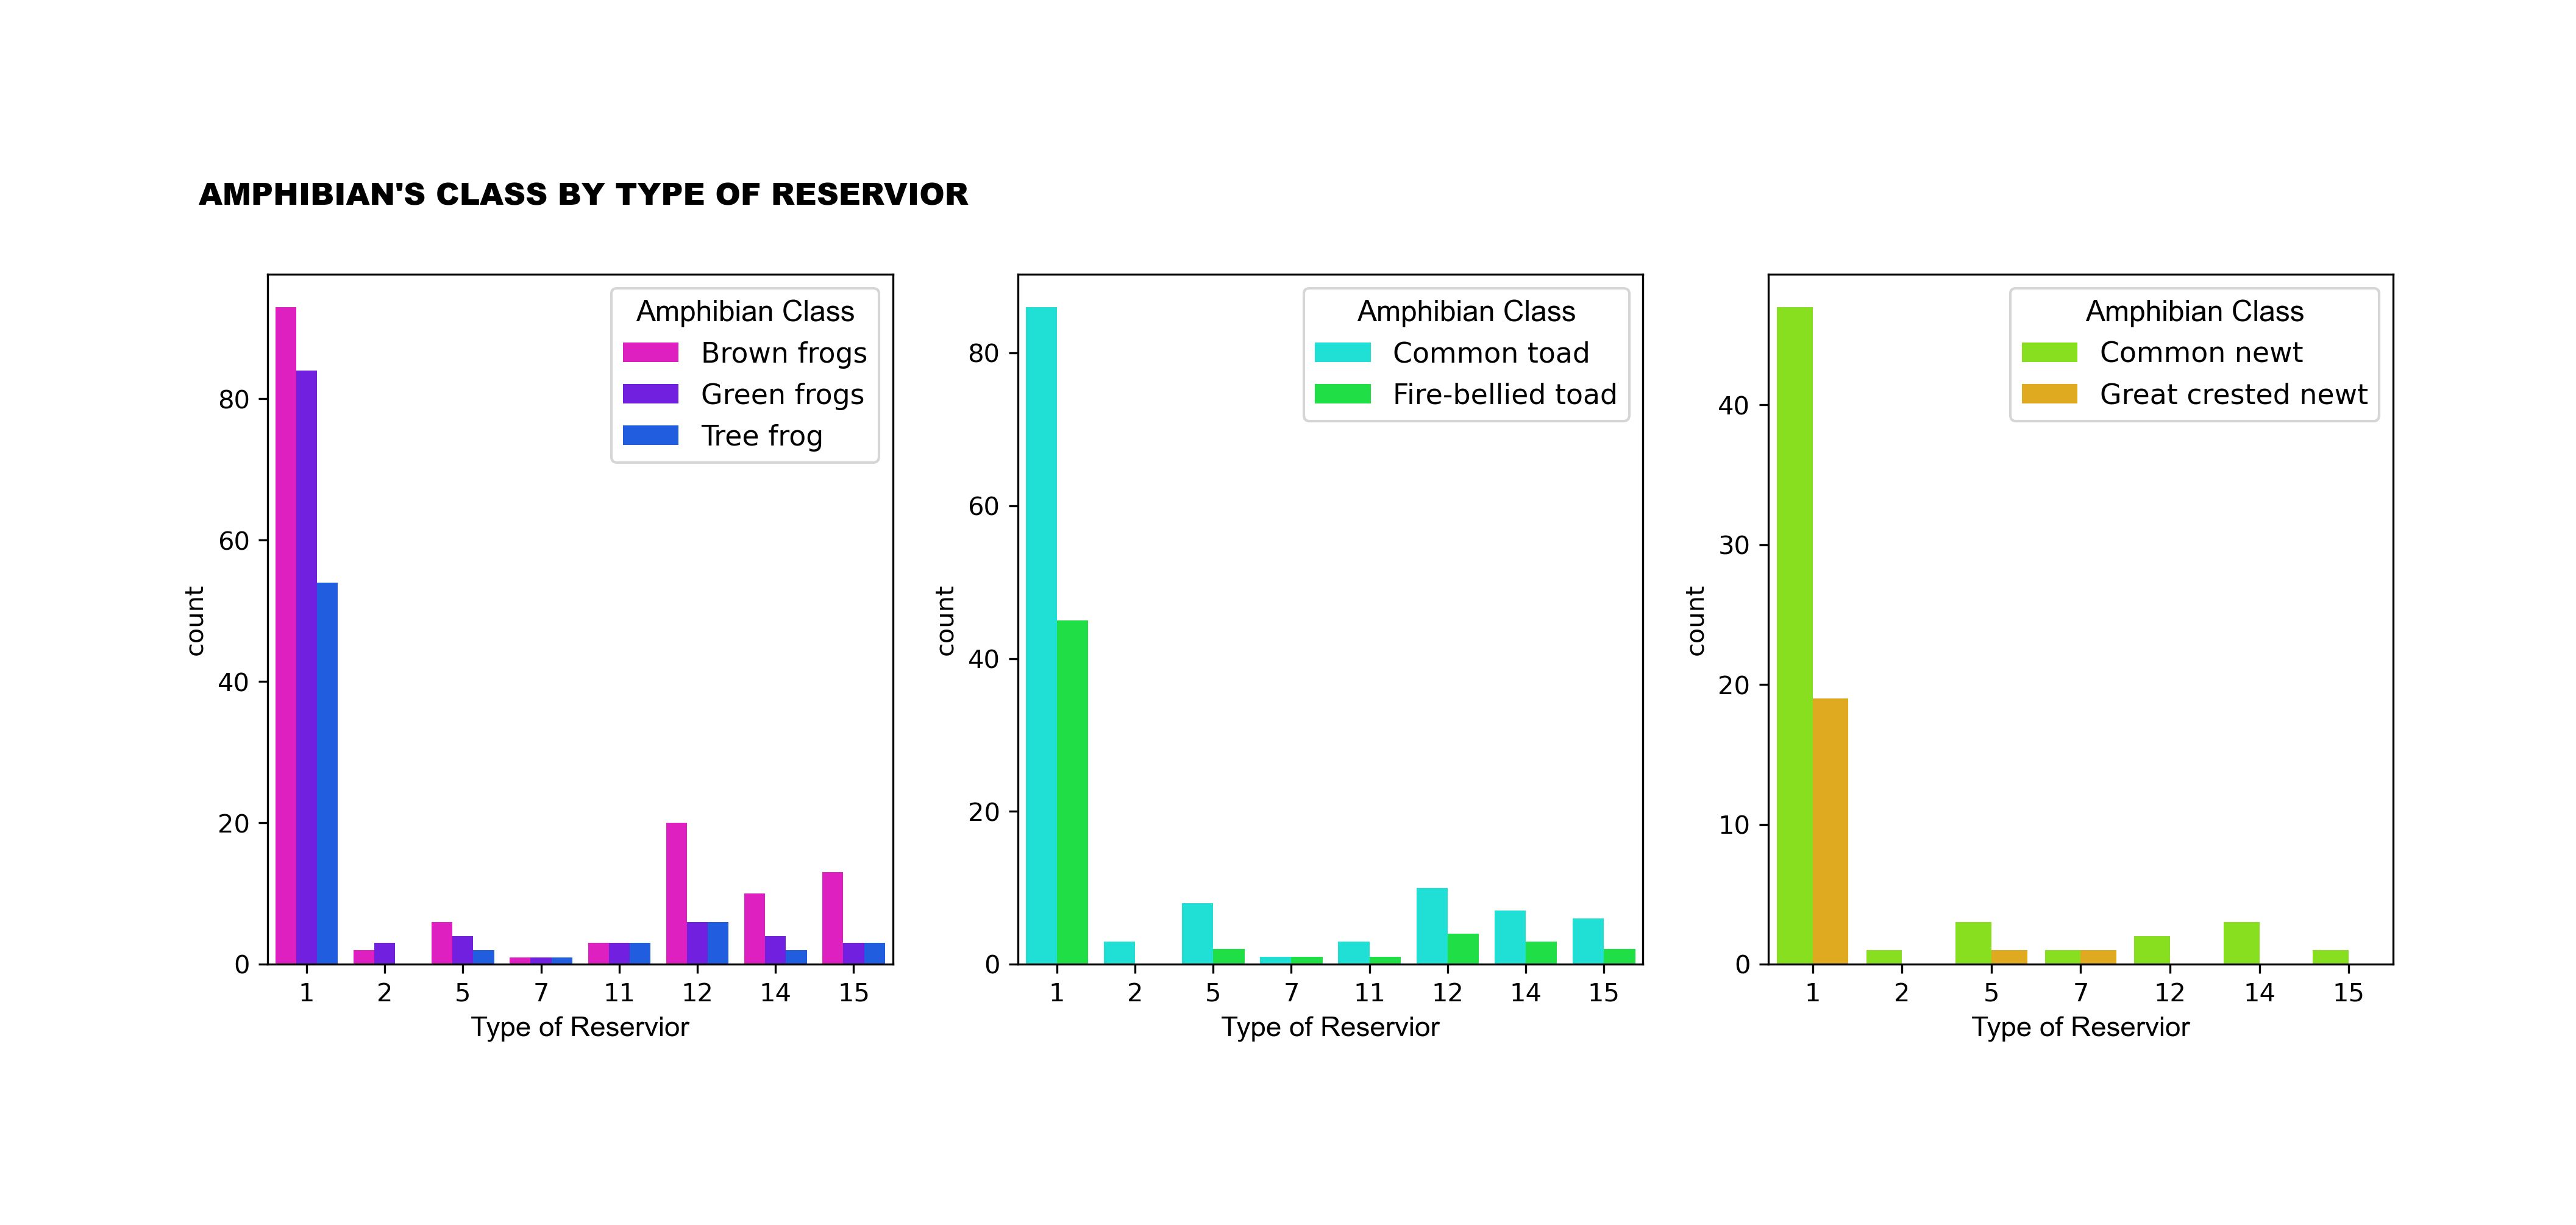 AMPHIBIAN'S CLASS BY TYPE OF RESERVIOR
Amphibian Class
Brown frogs
Green frogs
Tree frog
80
60
40
20
0
count
1 2 5 7 11 12 14 15
Type of Reservior
Amphibian Class
Common toad
Fire-bellied toad
80
60
40
20
0
count
1 2 5 7 11 12 14 15
Type of Reservior
Amphibian Class
Common newt
Great crested newt
40
30
20
10
0
count
1 2 5 7 12 14 15
Type of Reservior